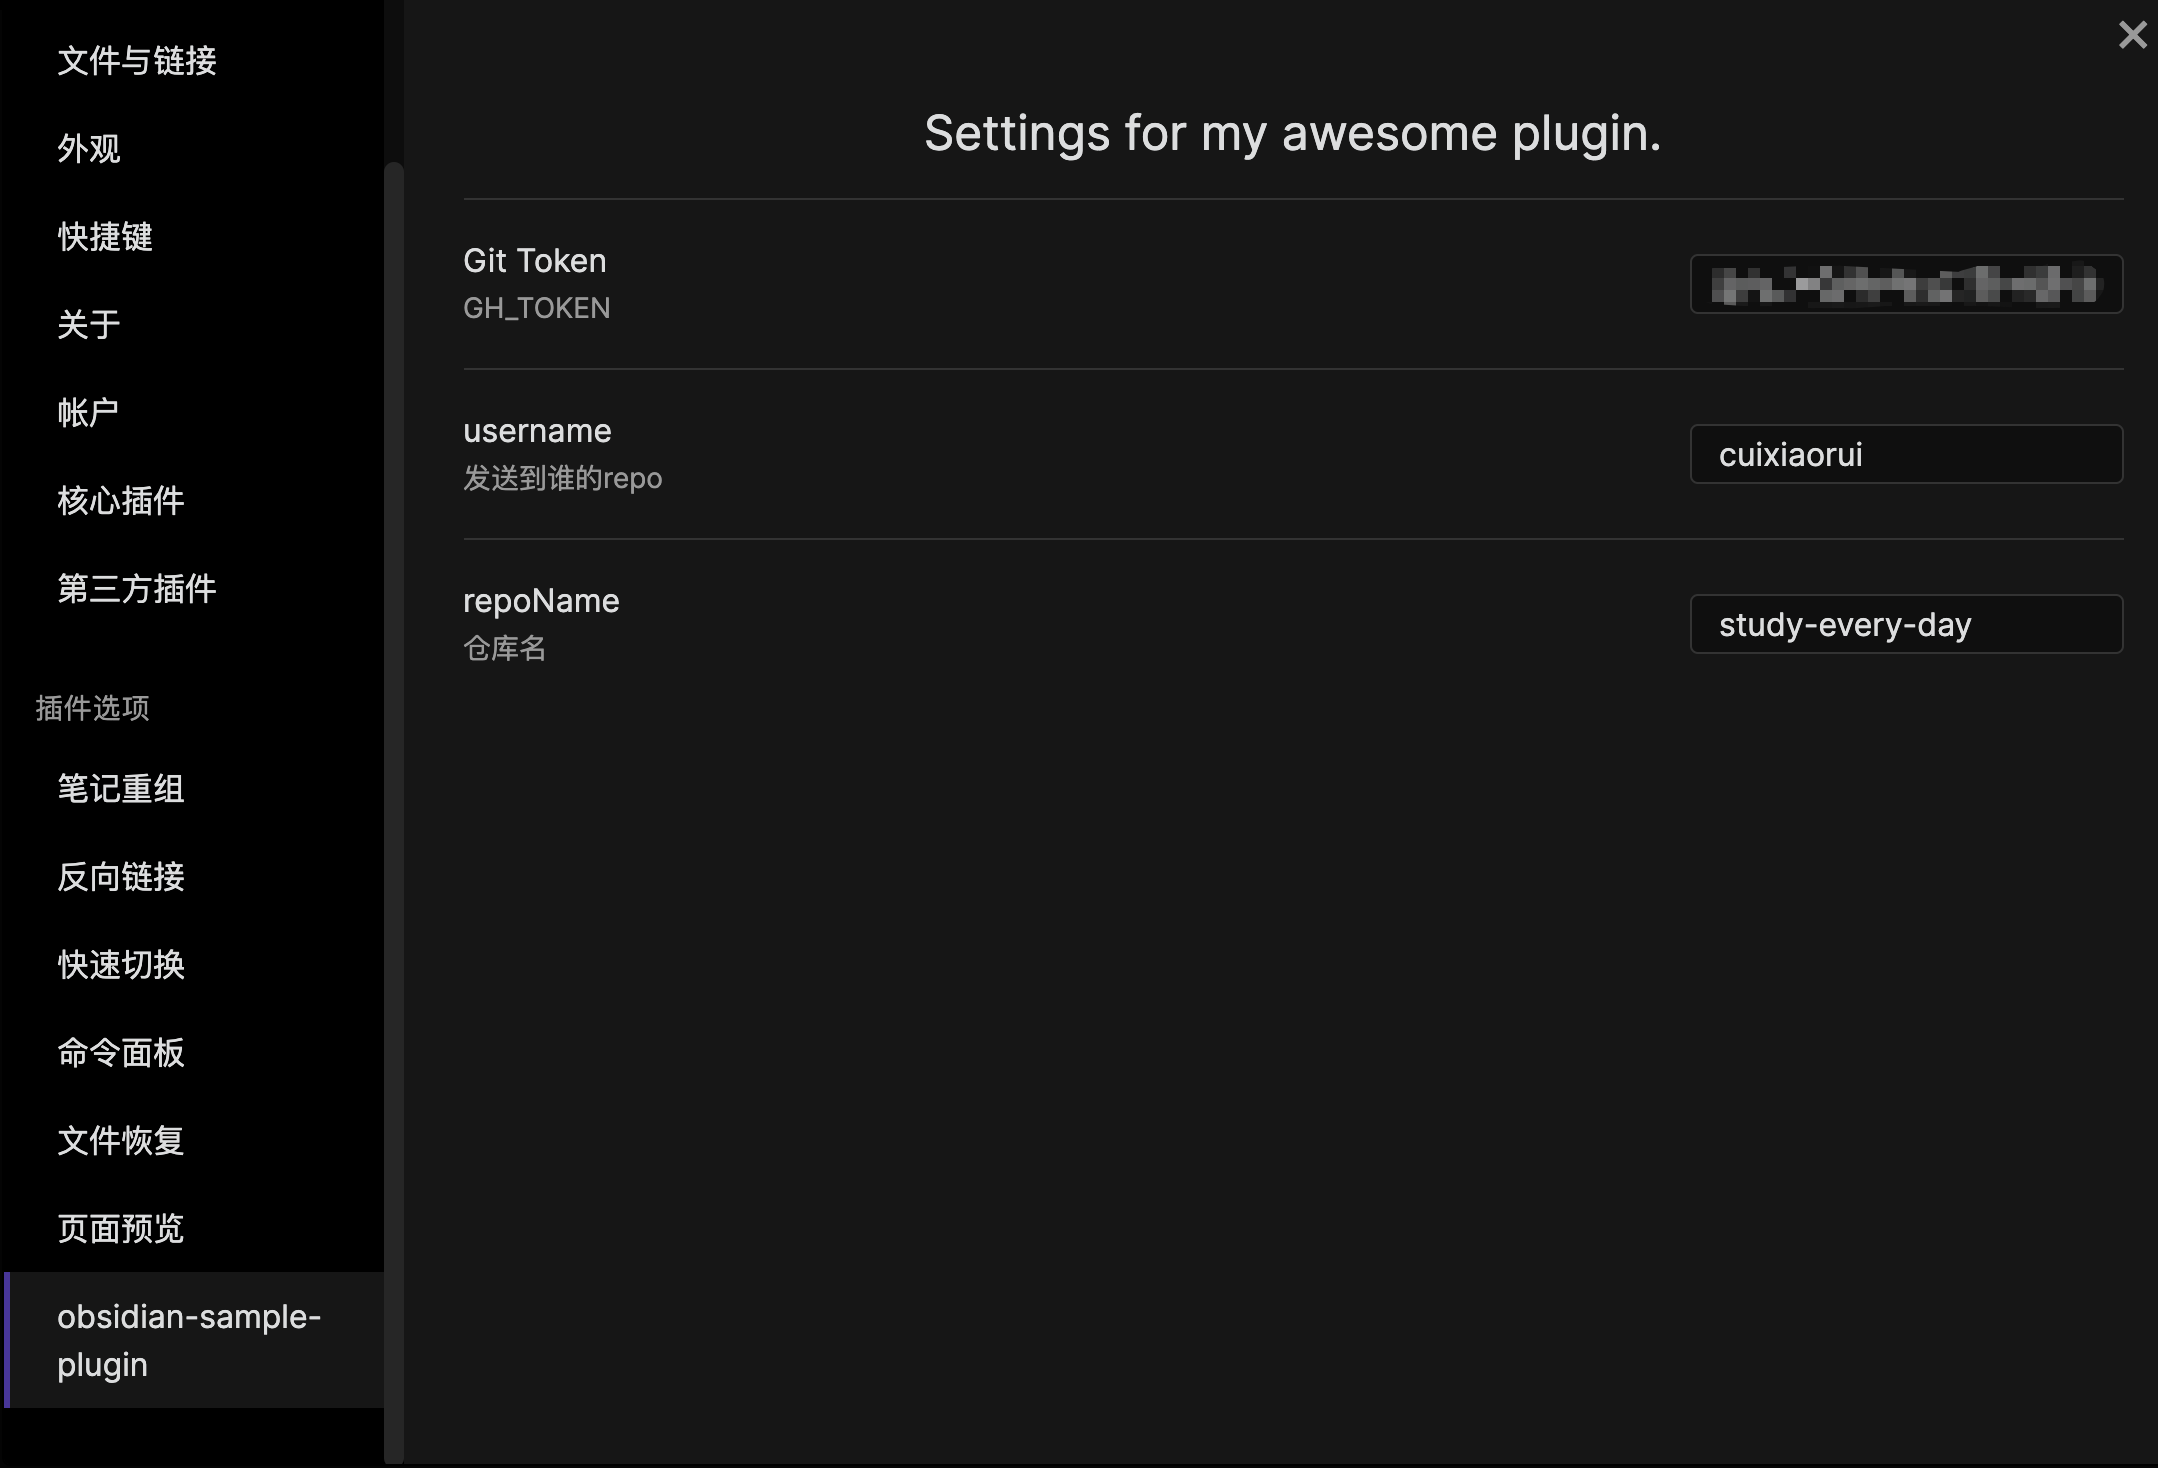 文件与链接
外观
快捷键
关于
帐户
核心插件
第三方插件
插件选项
笔记重组
反向链接
快速切换
命令面板
文件恢复
页面预览
obsidian-sample-
plugin
Settings for my awesome plugin.
Git Token
GH_TOKEN
username
发送到谁的repo
cuixiaorui
repoName
仓库名
study-every-day